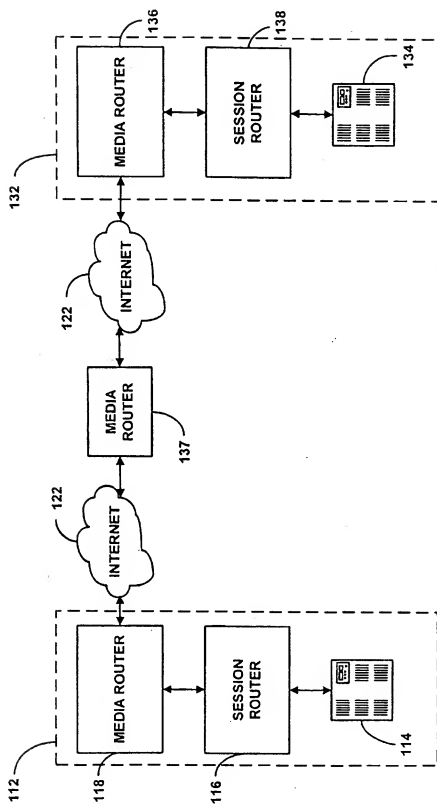 136
138
134
132
MEDIA ROUTER
SESSION
ROUTER
122
INTERNET
MEDIA
ROUTER
137
122
INTERNET
112
MEDIA ROUTER
118
SESSION
ROUTER
116
114